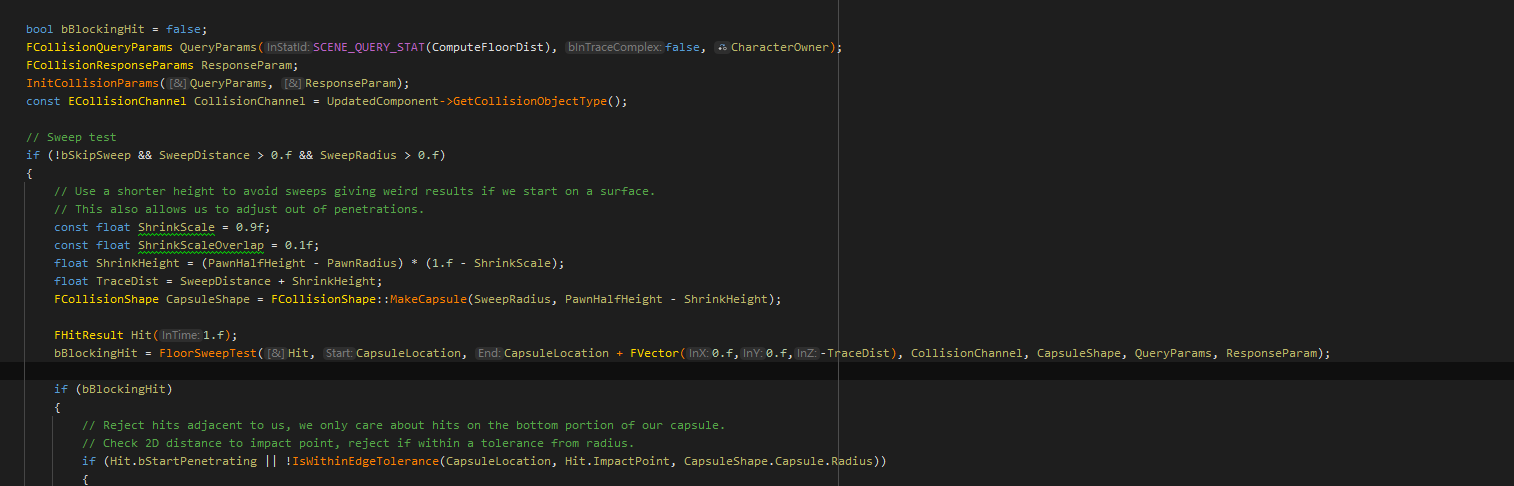 bool bBlockingHit = false;
FCollisionQueryParams QueryParams(InStatId: SCENE_QUERY_STAT(ComputeFloorDist), bInTraceComplex: false, CharacterOwner);
FCollisionResponseParams ResponseParam;
InitCollisionParams([&] QueryParams, [&] ResponseParam);
const ECollisionChannel CollisionChannel = UpdatedComponent->GetCollisionObjectType();
// Sweep test
if (!bSkipSweep && SweepDistance > 0.f && SweepRadius > 0.f)
{
// Use a shorter height to avoid sweeps giving weird results if we start on a surface.
// This also allows us to adjust out of penetrations.
const float ShrinkScale = 0.9f;
const float ShrinkScaleOverlap = 0.1f;
float ShrinkHeight = (PawnHalfHeight - PawnRadius) * (1.f - ShrinkScale);
float TraceDist = SweepDistance + ShrinkHeight;
FCollisionShape CapsuleShape = FCollisionShape::MakeCapsule(SweepRadius, PawnHalfHeight - ShrinkHeight);
FHitResult Hit(InTime: 1.f);
bBlockingHit = FloorSweepTest([&] Hit, Start: CapsuleLocation, End: CapsuleLocation + FVector(InX: 0.f, InY: 0.f, InZ: -TraceDist), CollisionChannel, CapsuleShape, QueryParams, ResponseParam);
if (bBlockingHit)
{
// Reject hits adjacent to us, we only care about hits on the bottom portion of our capsule.
// Check 2D distance to impact point, reject if within a tolerance from radius.
if (Hit.bStartPenetrating || !IsWithinEdgeTolerance(CapsuleLocation, Hit.ImpactPoint, CapsuleShape.Capsule.Radius))
{